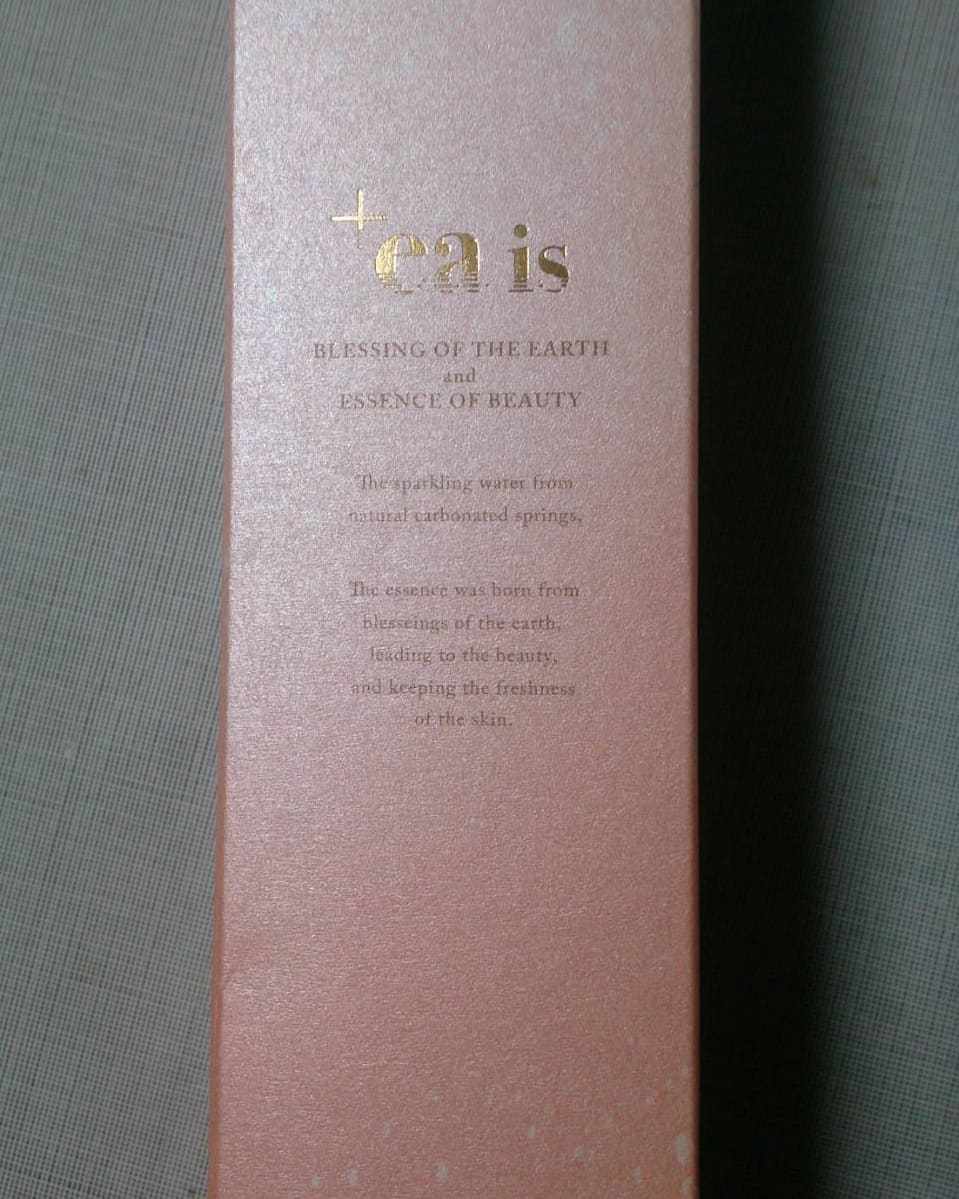 +ea is
BLESSING OF THE EARTH
and
ESSENCE OF BEAUTY
The sparkling water from
natural carbonated springs,
The essence was born from
blesseings of the earth,
leading to the beauty,
and keeping the freshness
of the skin.